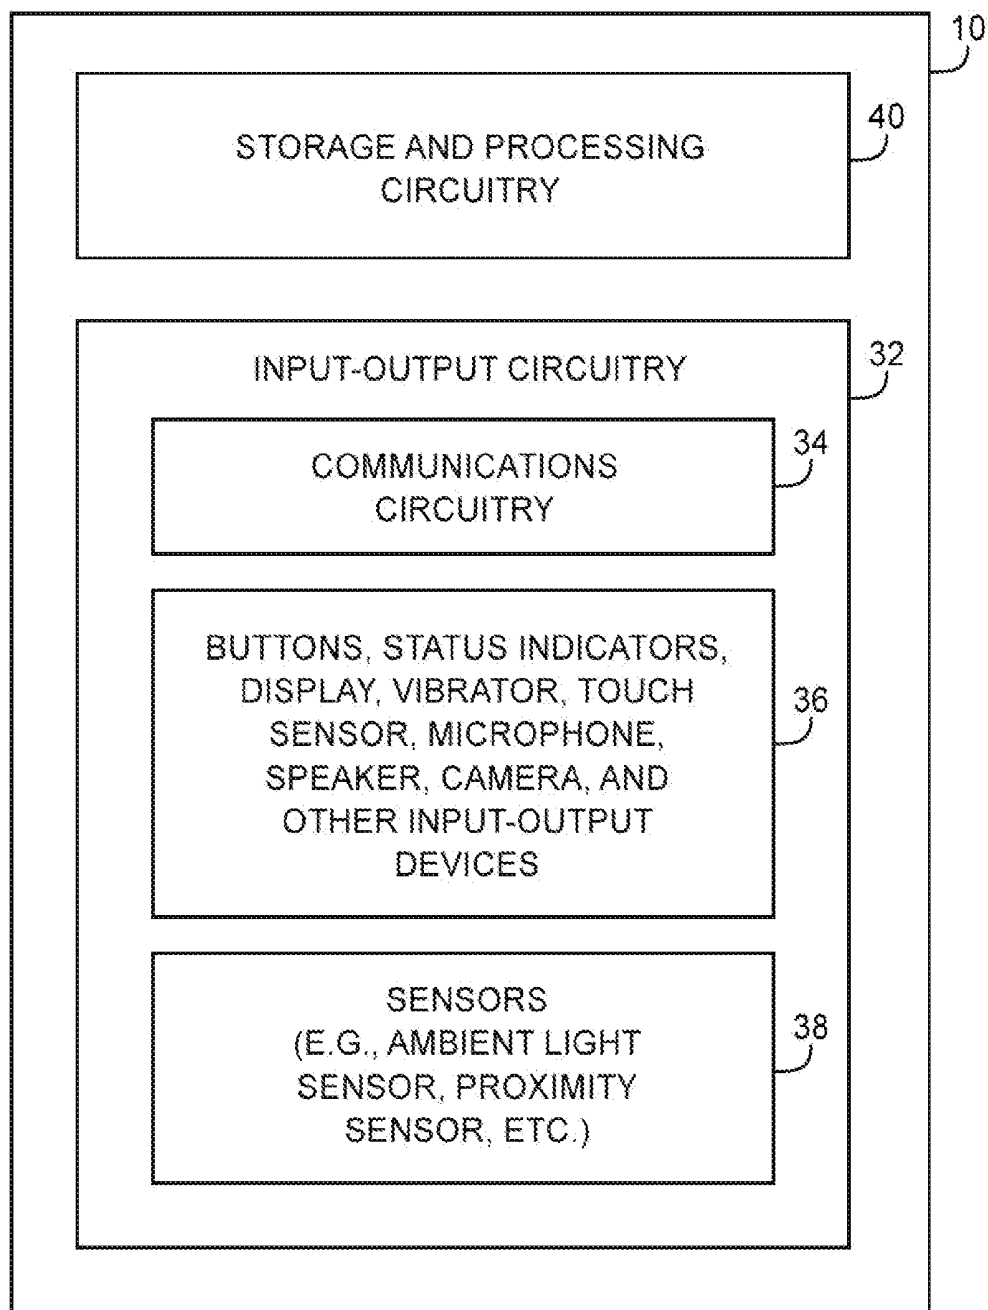 10
40
STORAGE AND PROCESSING
CIRCUITRY
32
INPUT-OUTPUT CIRCUITRY
34
COMMUNICATIONS
CIRCUITRY
BUTTONS, STATUS INDICATORS,
DISPLAY, VIBRATOR, TOUCH
36
SENSOR, MICROPHONE,
SPEAKER, CAMERA, AND
OTHER INPUT-OUTPUT
DEVICES
SENSORS
38
(E.G., AMBIENT LIGHT
SENSOR, PROXIMITY
SENSOR, ETC.)